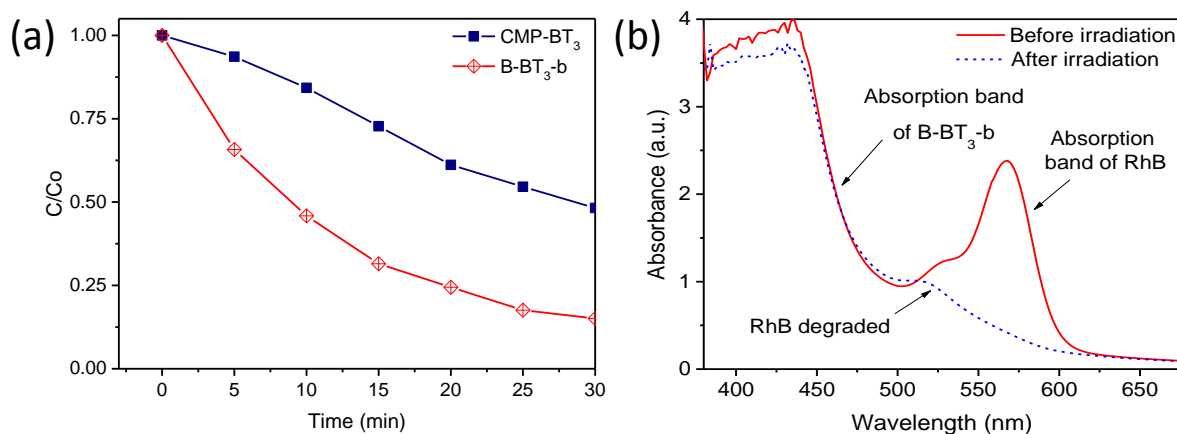 (a)
CMP-BT3
B-BT3-b
C/Co
1.00
0.75
0.50
0.25
0.00
0 5 10 15 20 25 30
Time (min)
(b)
Before irradiation
After irradiation
Absorption band
of B-BT3-b
Absorption
band of RhB
RhB degraded
Absorbance (a.u.)
4
3
2
1
0
400 450 500 550 600 650
Wavelength (nm)